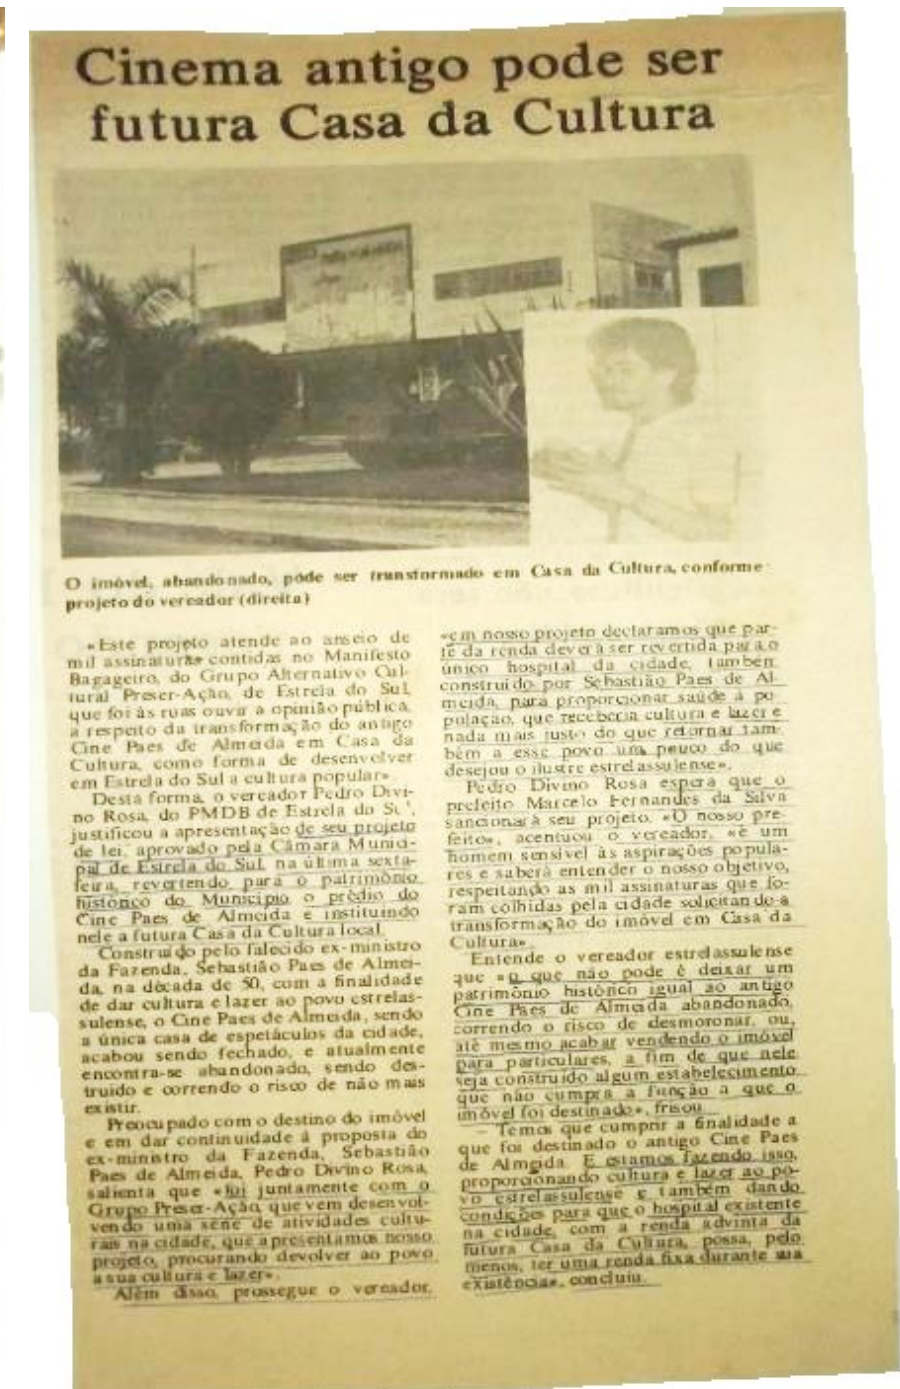 Cinema antigo pode ser
futura Casa da Cultura
O imóvel, abandonado, pode ser transformado em Casa da Cultura, conforme
projeto do vereador (direita)
«Este projeto atende ao anseio de
mil assinaturas contidas no Manifesto
Bagageiro, do Grupo Alternativo Cul-
tural Preser-Ação, de Estrela do Sul,
que foi às ruas ouvir a opinião pública,
a respeito da transformação do antigo
Cine Paes de Almeida em Casa da
Cultura, como forma de desenvolver
em Estrela do Sul a cultura popular».
Desta forma, o vereador Pedro Divi-
no Rosa, do PMDB de Estrela do Sul,
justificou a apresentação de seu projeto
de lei, aprovado pela Câmara Munici-
pal de Estrela do Sul, na última sexta-
feira, revertendo para o patrimônio
histórico do Município o prédio do
Cine Paes de Almeida e instituindo
nele a futura Casa da Cultura local.
Construído pelo falecido ex-ministro
da Fazenda, Sebastião Paes de Almei-
da, na década de 50, com a finalidade
de dar cultura e lazer ao povo estrelas-
sulense, o Cine Paes de Almeida, sendo
a única casa de espetáculos da cidade,
acabou sendo fechado, e atualmente
encontra-se abandonado, sendo des-
truído e correndo o risco de não mais
existir.
Preocupado com o destino do imóvel
e em dar continuidade à proposta do
ex-ministro da Fazenda, Sebastião
Paes de Almeida, Pedro Divino Rosa,
salienta que «foi juntamente com o
Grupo Preser-Ação, que vem desenvol-
vendo uma série de atividades cultu-
rais na cidade, que apresentamos nosso
projeto, procurando devolver ao povo
a sua cultura e lazer».
Além disso, prossegue o vereador,
«em nosso projeto declaramos que par-
te da renda deverá ser revertida para o
único hospital da cidade, também
construído por Sebastião Paes de Al-
meida, para proporcionar saúde à po-
pulação, que receberia cultura e lazer e
nada mais justo do que retornar tam-
bém a esse povo um pouco do que
desejou o ilustre estrelassulense».
Pedro Divino Rosa espera que o
prefeito Marcelo Fernandes da Silva
sancionará seu projeto. «O nosso pre-
feito», acentuou o vereador, «é um
homem sensível às aspirações popula-
res e saberá entender o nosso objetivo,
respeitando as mil assinaturas que fo-
ram colhidas pela cidade solicitando a
transformação do imóvel em Casa da
Cultura».
Entende o vereador estrelassulense
que «o que não pode é deixar um
patrimônio histórico igual ao antigo
Cine Paes de Almeida abandonado,
correndo o risco de desmoronar, ou,
até mesmo acabar vendendo o imóvel
para particulares, a fim de que nele
seja construído algum estabelecimento
que não cumpra a função a que o
imóvel foi destinado», frisou.
— Temos que cumprir a finalidade a
que foi destinado o antigo Cine Paes
de Almeida. E estamos fazendo isso,
proporcionando cultura e lazer ao po-
vo estrelassulense e também dando
condições para que o hospital existente
na cidade, com a renda advinta da
futura Casa da Cultura, possa, pelo
menos, ter uma renda fixa durante sua
existência», concluiu.